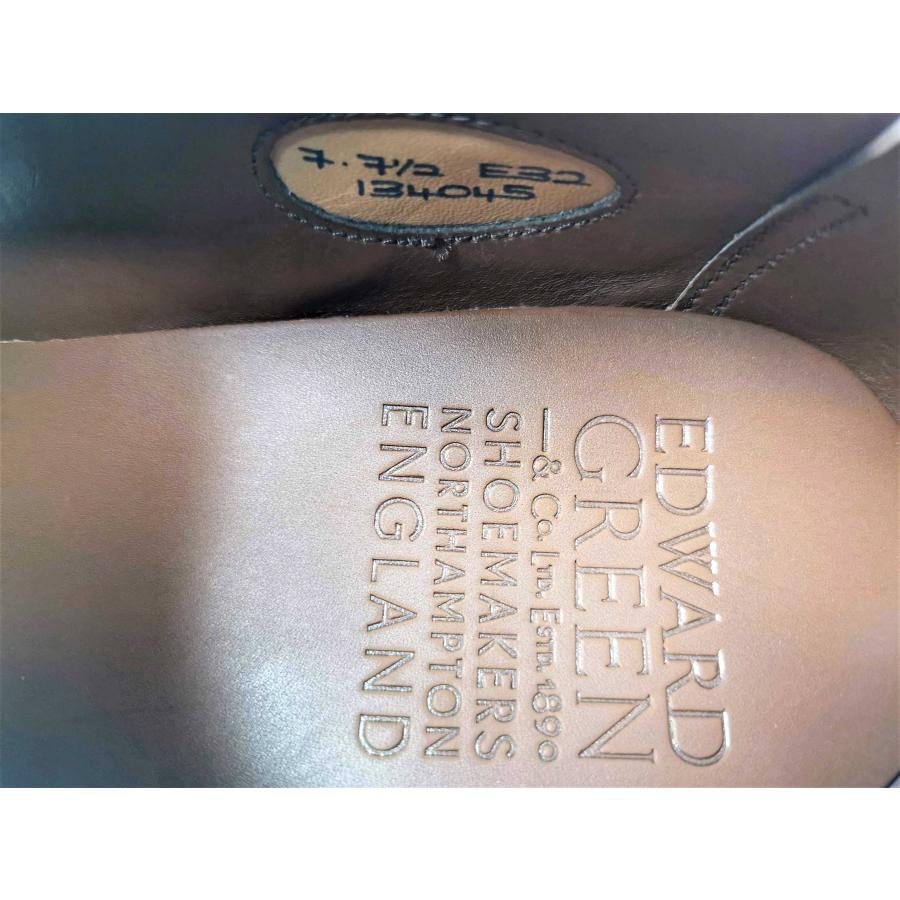 7. 7½ E32
134045
EDWARD
GREEN
— & Co. LTD. ESTD. 1890
SHOEMAKERS
NORTHAMPTON
ENGLAND